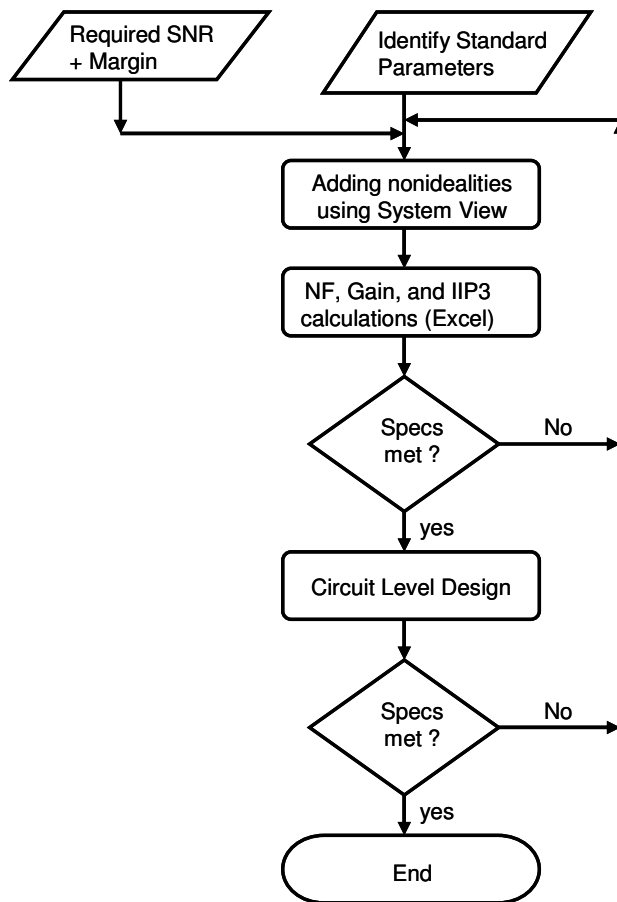 Required SNR
+ Margin
Identify Standard
Parameters
Adding nonidealities
using System View
NF, Gain, and IIP3
calculations (Excel)
Specs
met ?
No
yes
Circuit Level Design
Specs
met ?
No
yes
End